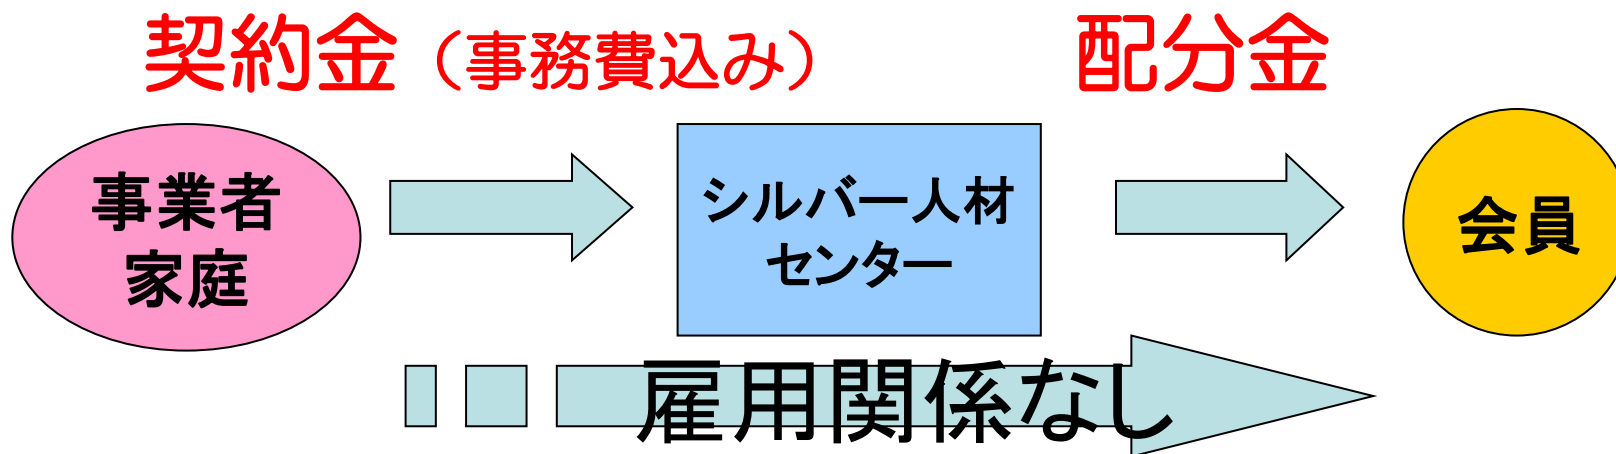 契約金（事務費込み）
配分金
事業者
家庭
シルバー人材
センター
会員
雇用関係なし